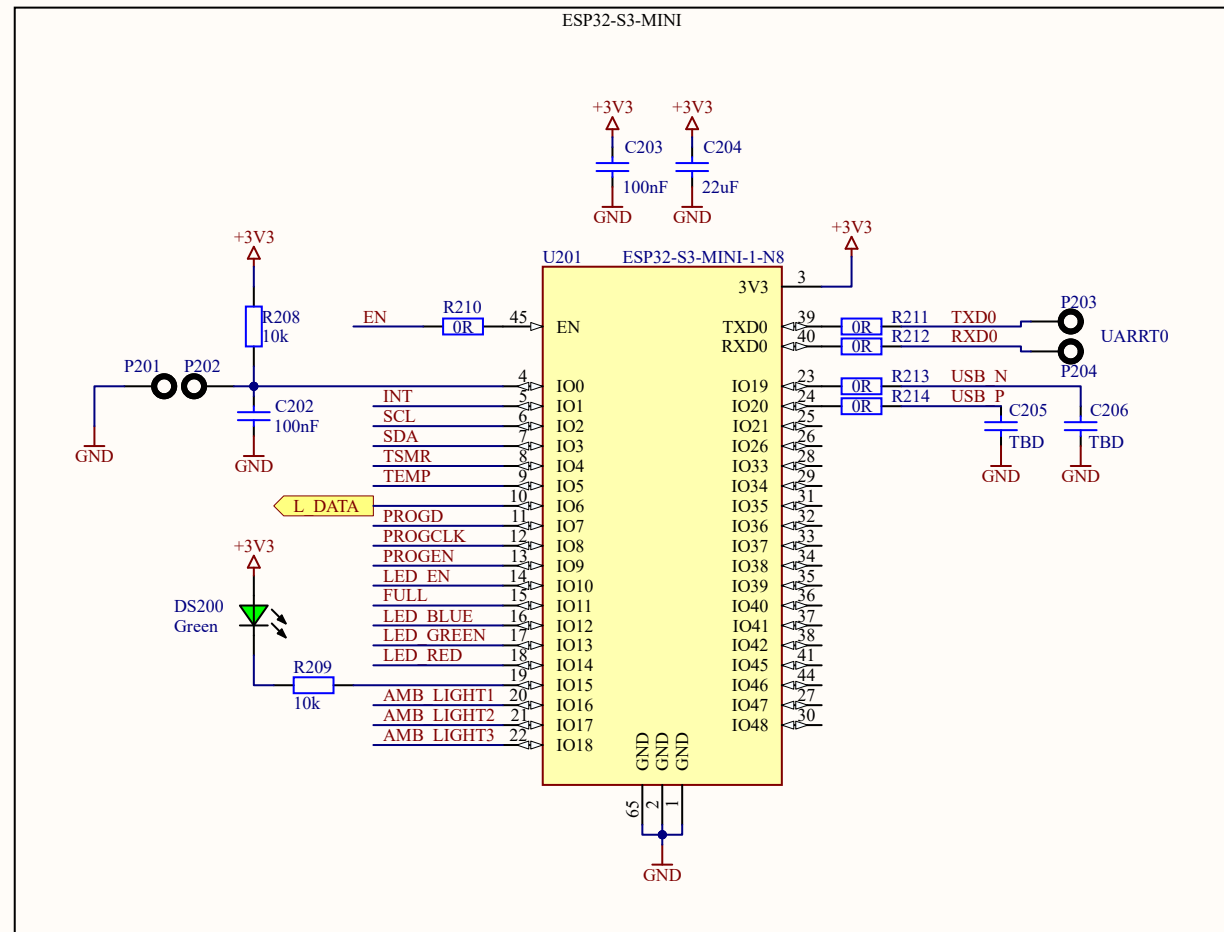 ESP32-S3-MINI
+3V3
+3V3
C203
C204
100nF
22uF
GND
GND
+3V3
+3V3
U201
ESP32-S3-MINI-1-N8
3
3V3
R208
10k
EN
R210
0R
45
EN
TXD0
39
0R
R211
TXD0
P203
RXD0
40
0R
R212
RXD0
UARRT0
P204
P201
P202
4
IO0
IO19
23
0R
R213
USB_N
C202
100nF
INT
5
IO1
IO20
24
0R
R214
USB_P
C205
C206
TBD
TBD
GND
GND
GND
GND
SCL
6
IO2
IO21
25
SDA
7
IO3
IO26
26
TSMR
8
IO4
IO33
28
TEMP
9
IO5
IO34
29
L_DATA
10
IO6
IO35
31
PROGD
11
IO7
IO36
32
PROGCLK
12
IO8
IO37
33
PROGEN
13
IO9
IO38
34
LED_EN
14
IO10
IO39
35
FULL
15
IO11
IO40
36
LED_BLUE
16
IO12
IO41
37
LED_GREEN
17
IO13
IO42
38
LED_RED
18
IO14
IO45
41
+3V3
DS200
Green
R209
10k
19
IO15
IO46
44
AMB_LIGHT1
20
IO16
IO47
27
AMB_LIGHT2
21
IO17
IO48
30
AMB_LIGHT3
22
IO18
GND
GND
GND
65
2
1
GND